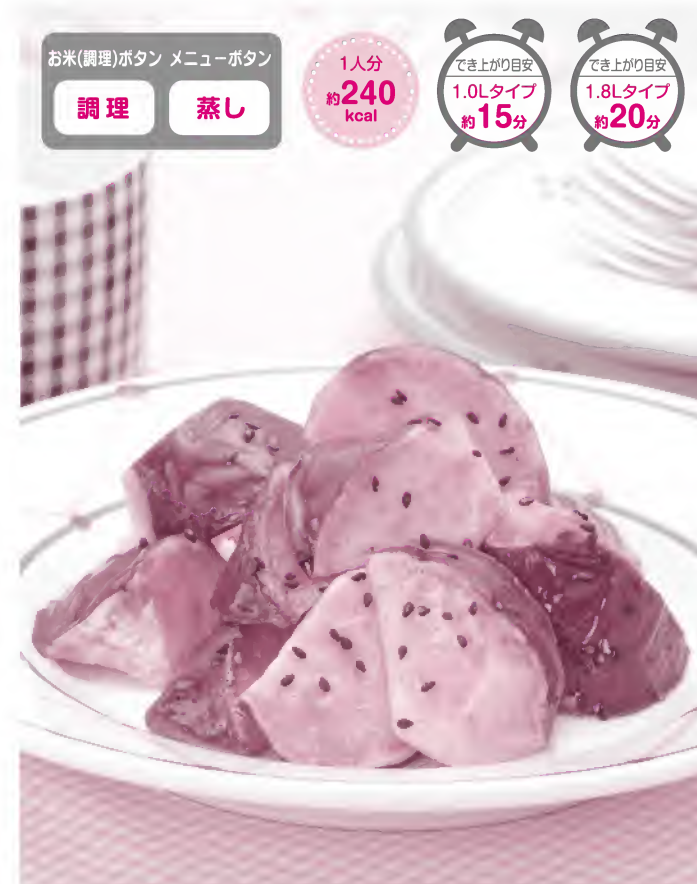 お米(調理)ボタン メニューボタン
調理 蒸し
1人分
約240
kcal
でき上がり目安
1.0Lタイプ
約15分
でき上がり目安
1.8Lタイプ
約20分